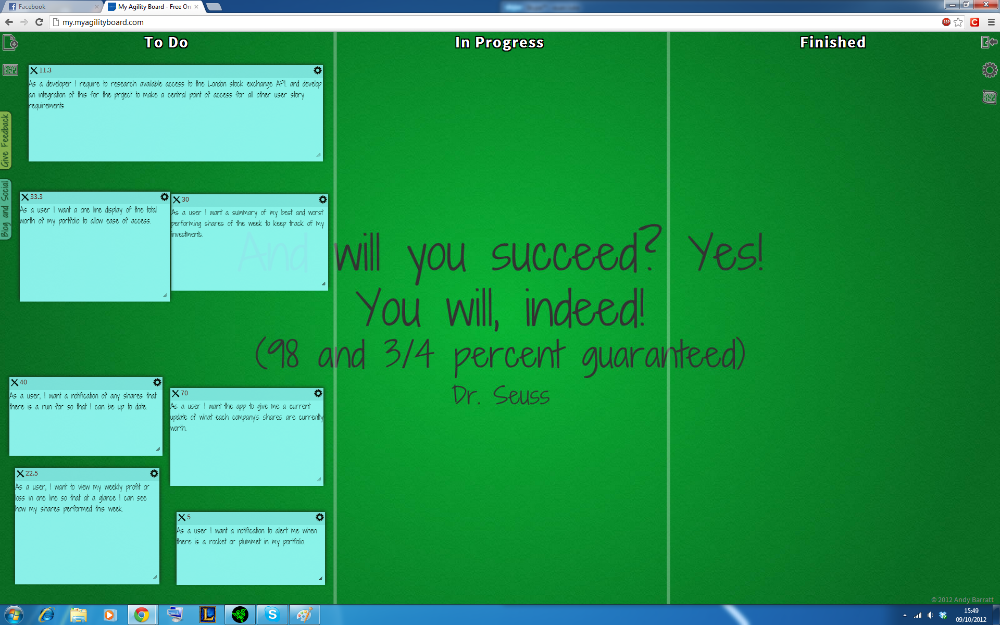 Facebook
My Agility Board - Free On
my.myagilityboard.com
ABP
To Do
In Progress
Finished
Give Feedback
Blog and Social
11.3
As a developer I require to research available access to the London stock exchange API. and develop
an integration of this for the project to make a central point of access for all other user story
requirements
33.3
As a user I want a one line display of the total
worth of my portfolio to allow ease of access.
30
As a user I want a summary of my best and worst
performing shares of the week to keep track of my
investments.
And will you succeed? Yes!
You will, indeed!
(98 and 3/4 percent guaranteed)
Dr. Seuss
40
As a user, I want a notification of any shares that
there is a run for so that I can be up to date.
70
As a user I want the app to give me a current
update of what each company's shares are currently
worth.
22.5
As a user, I want to view my weekly profit or
loss in one line so that at a glance I can see
how my shares performed this week.
5
As a user I want a notification to alert me when
there is a rocket or plummet in my portfolio.
© 2012 Andy Barratt
15:49
09/10/2012